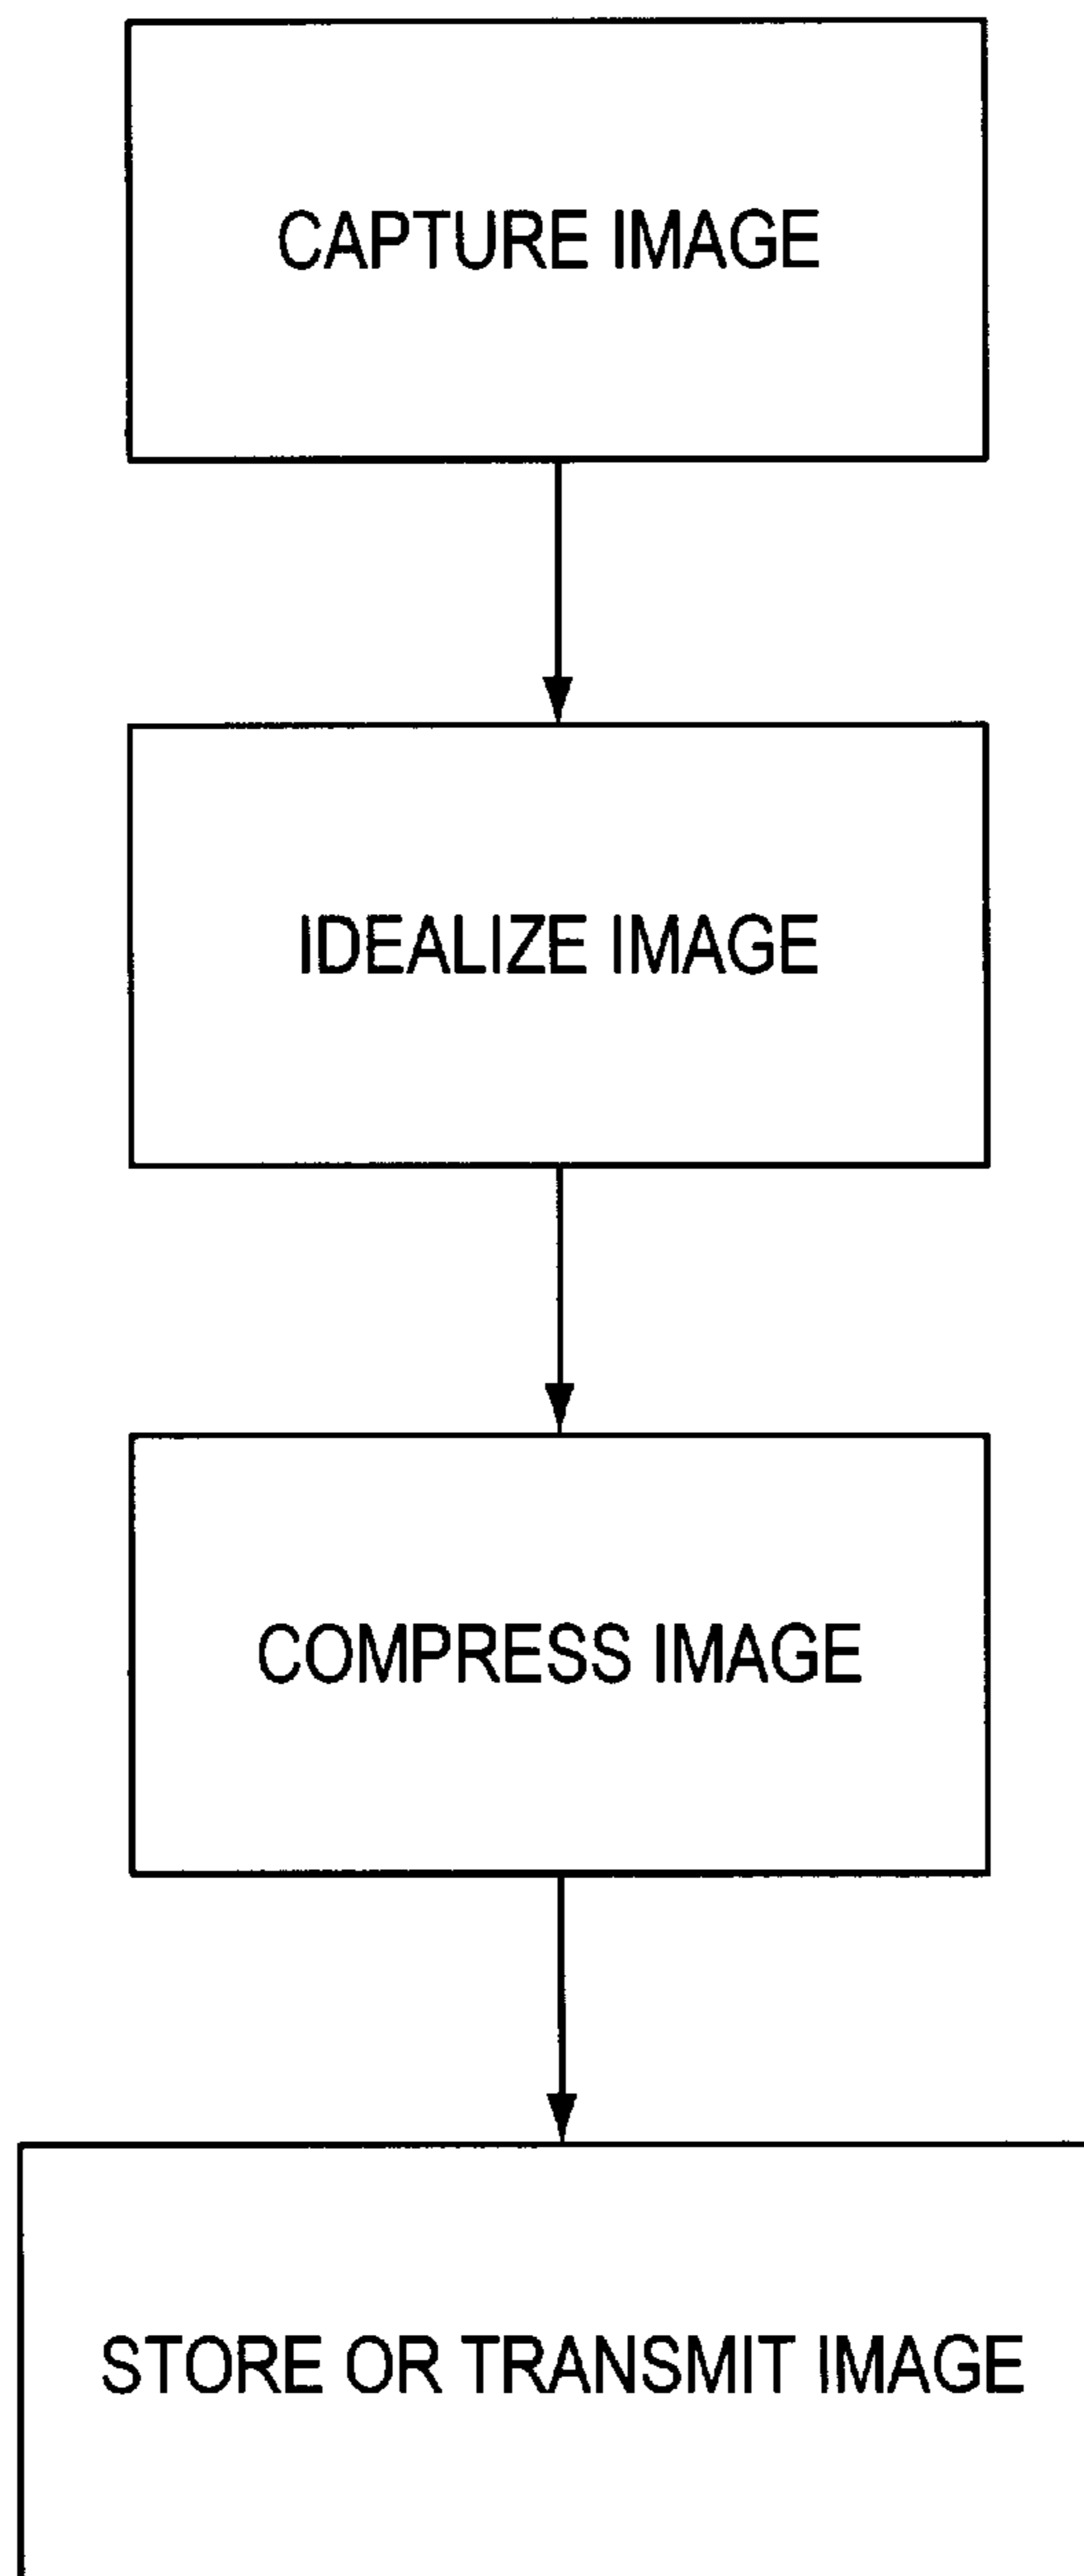 CAPTURE IMAGE
IDEALIZE IMAGE
COMPRESS IMAGE
STORE OR TRANSMIT IMAGE